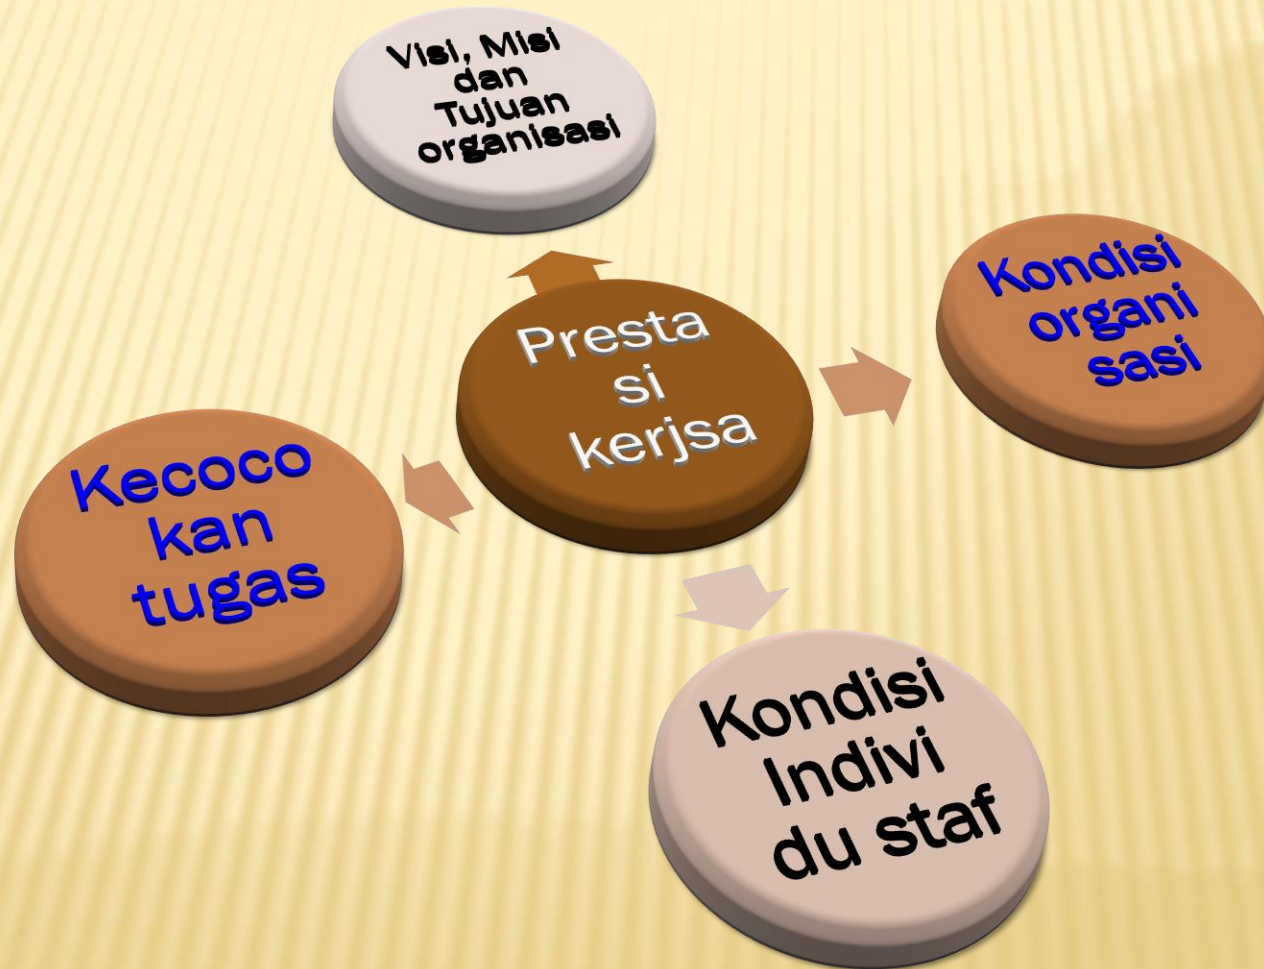 Visi, Misi
dan
Tujuan
organisasi
Presta
si
kerjsa
Kondisi
organi
sasi
Kecoco
kan
tugas
Kondisi
Indivi
du staf